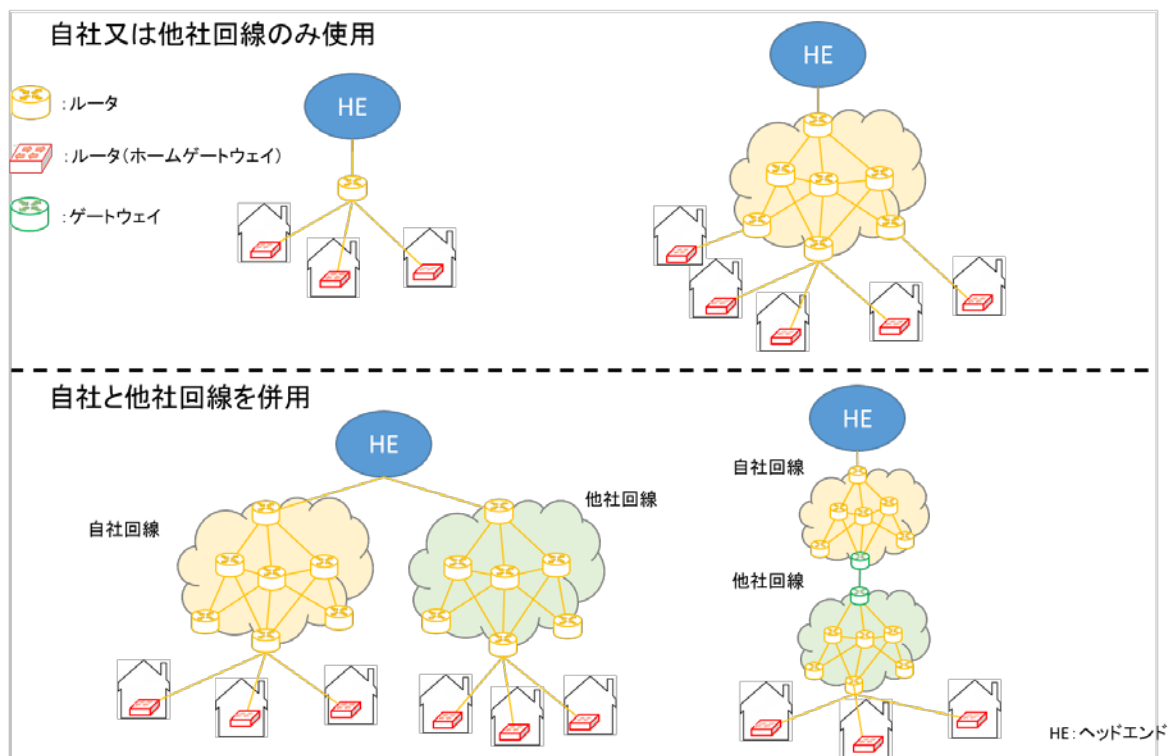 自社又は他社回線のみ使用
HE
HE
:ルータ
:ルータ(ホームゲートウェイ)
:ゲートウェイ
自社と他社回線を併用
HE
HE
自社回線
他社回線
自社回線
他社回線
HE:ヘッドエンド